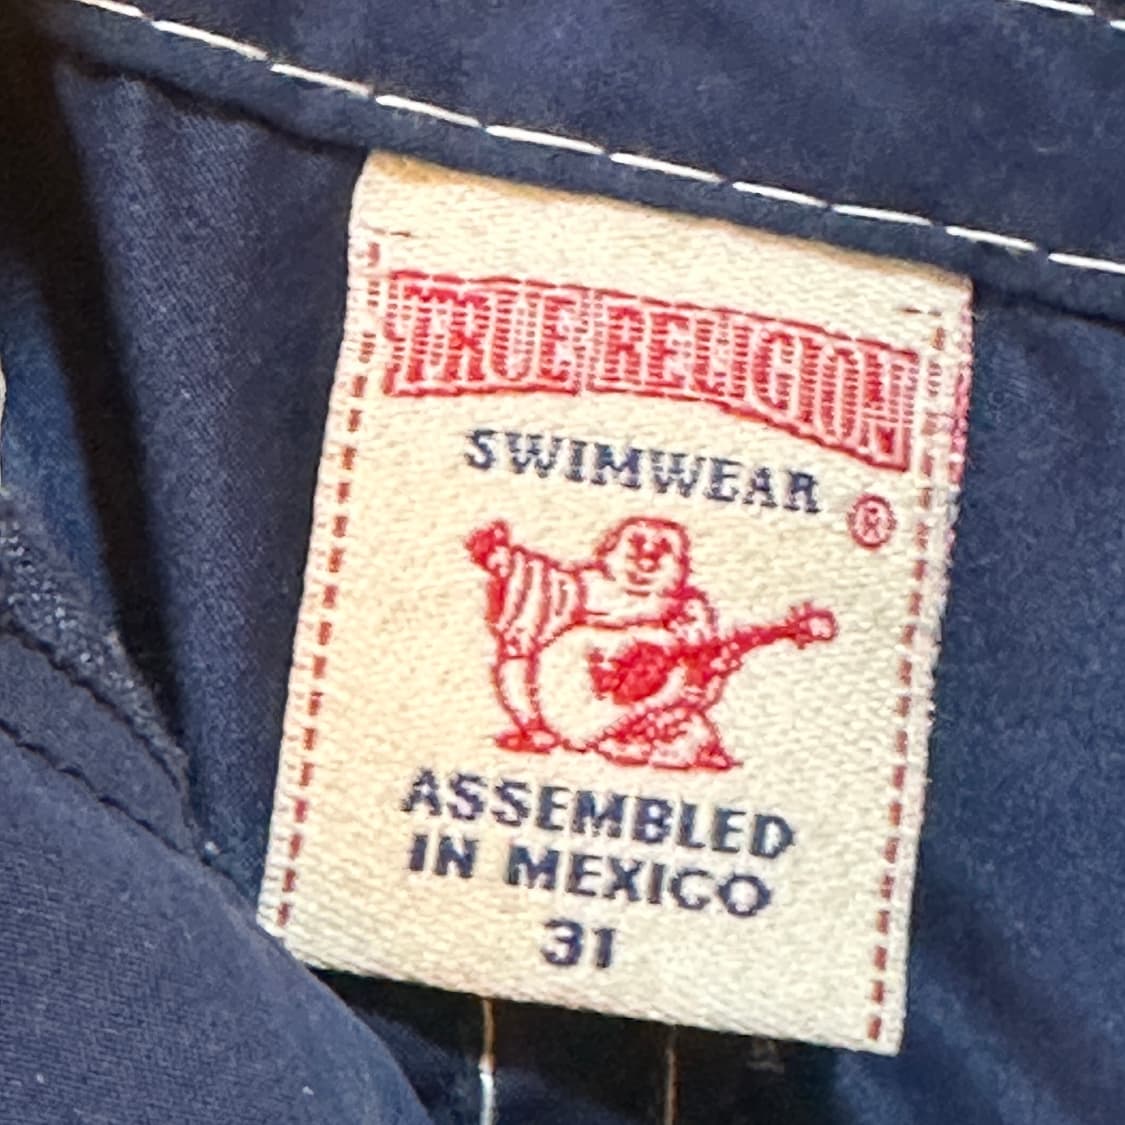 TRUE RELIGION
SWIMWEAR ®
ASSEMBLED
IN MEXICO
31